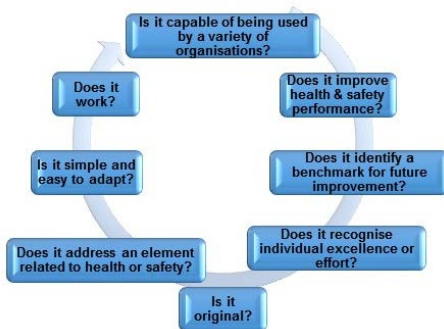 Is it capable of being used
by a variety of
organisations?
Does it improve
health & safety
performance?
Does it identify a
benchmark for future
improvement?
Does it recognise
individual excellence or
effort?
Is it
original?
Does it address an element
related to health or safety?
Is it simple and
easy to adapt?
Does it
work?